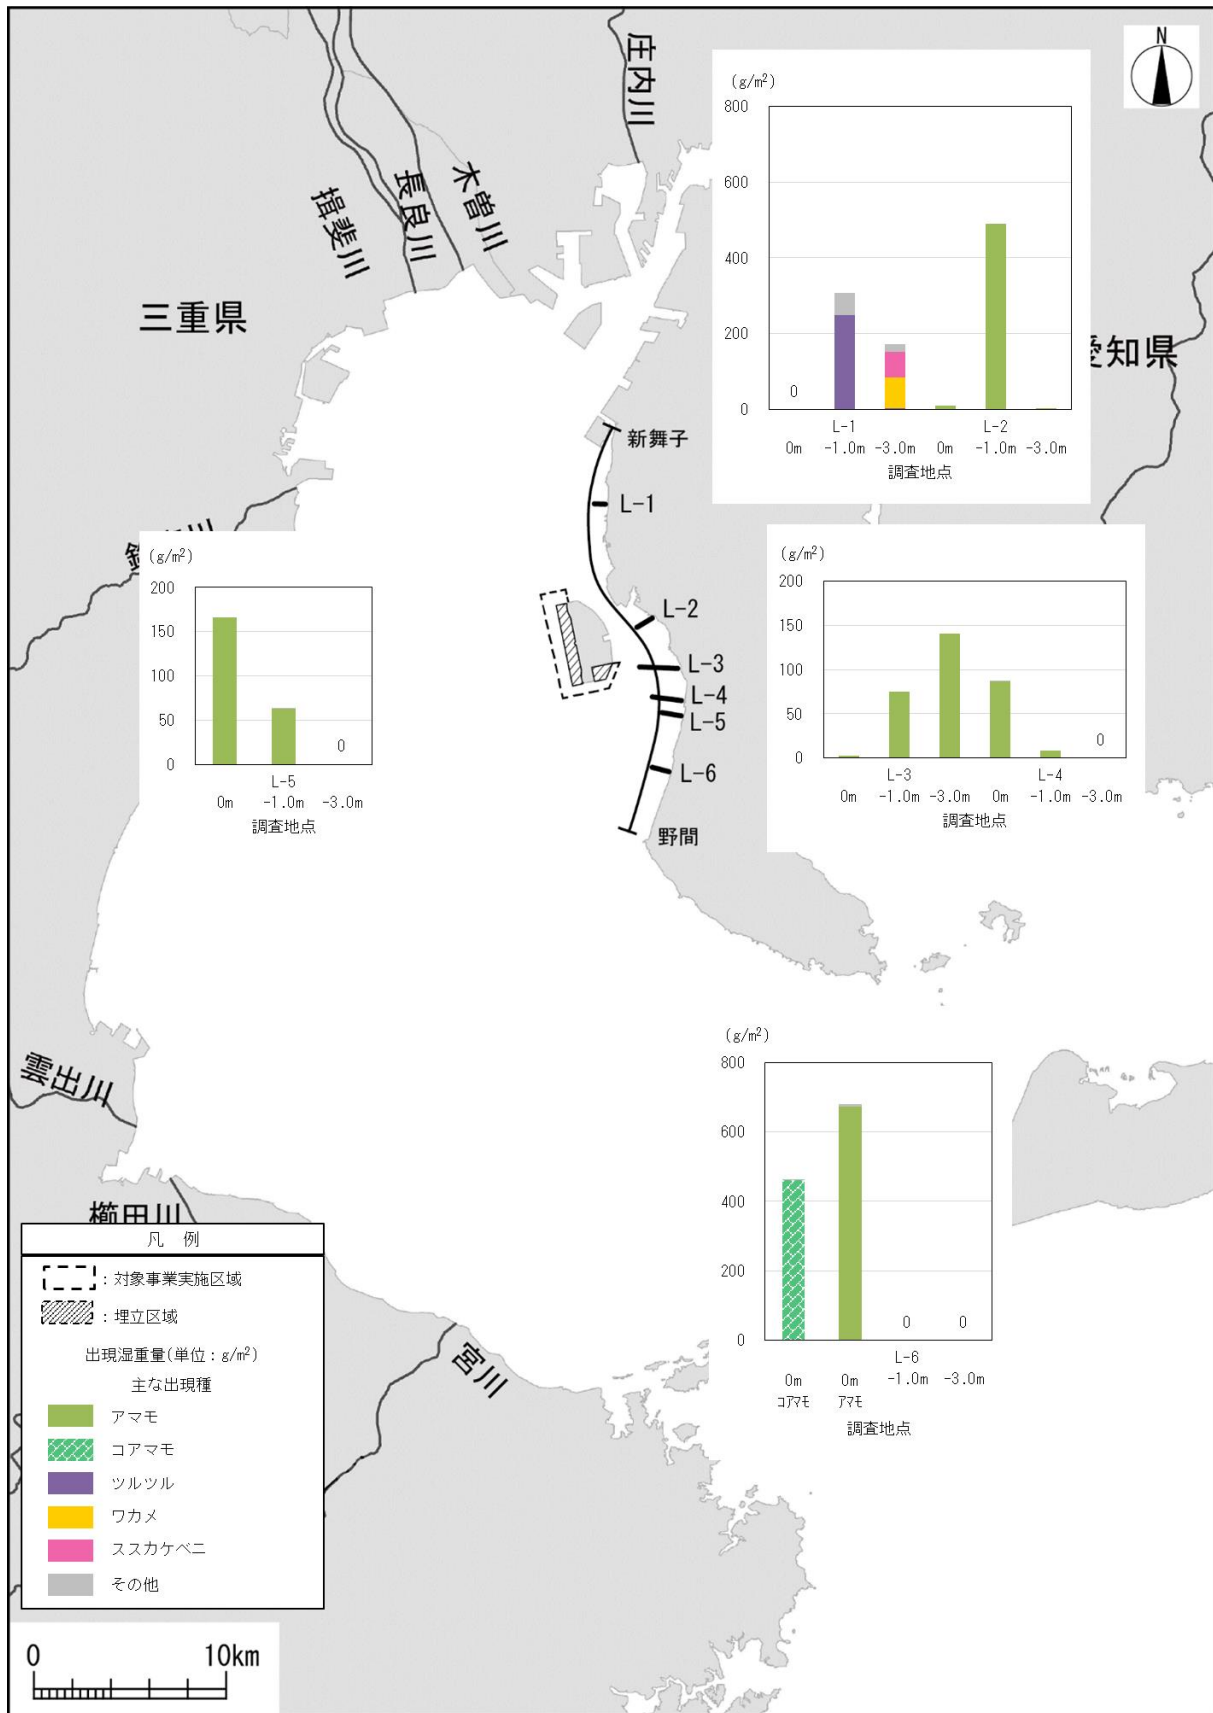 N
庄内川
木曽川
長良川
揖斐川
三重県
愛知県
(g/m²)
800
600
400
200
0
0
L-1 L-2
0m -1.0m -3.0m 0m -1.0m -3.0m
調査地点
新舞子
L-1
L-2
L-3
L-4
L-5
L-6
野間
(g/m²)
200
150
100
50
0
0
L-5
0m -1.0m -3.0m
調査地点
(g/m²)
200
150
100
50
0
0
L-3 L-4
0m -1.0m -3.0m 0m -1.0m -3.0m
調査地点
(g/m²)
800
600
400
200
0
0 0
L-6
0m 0m -1.0m -3.0m
コアマモ アマモ
調査地点
雲出川
櫛田川
宮川
凡 例
：対象事業実施区域
：埋立区域
出現湿重量(単位：g/m²)
主な出現種
アマモ
コアマモ
ツルツル
ワカメ
ススカケベニ
その他
0 10km